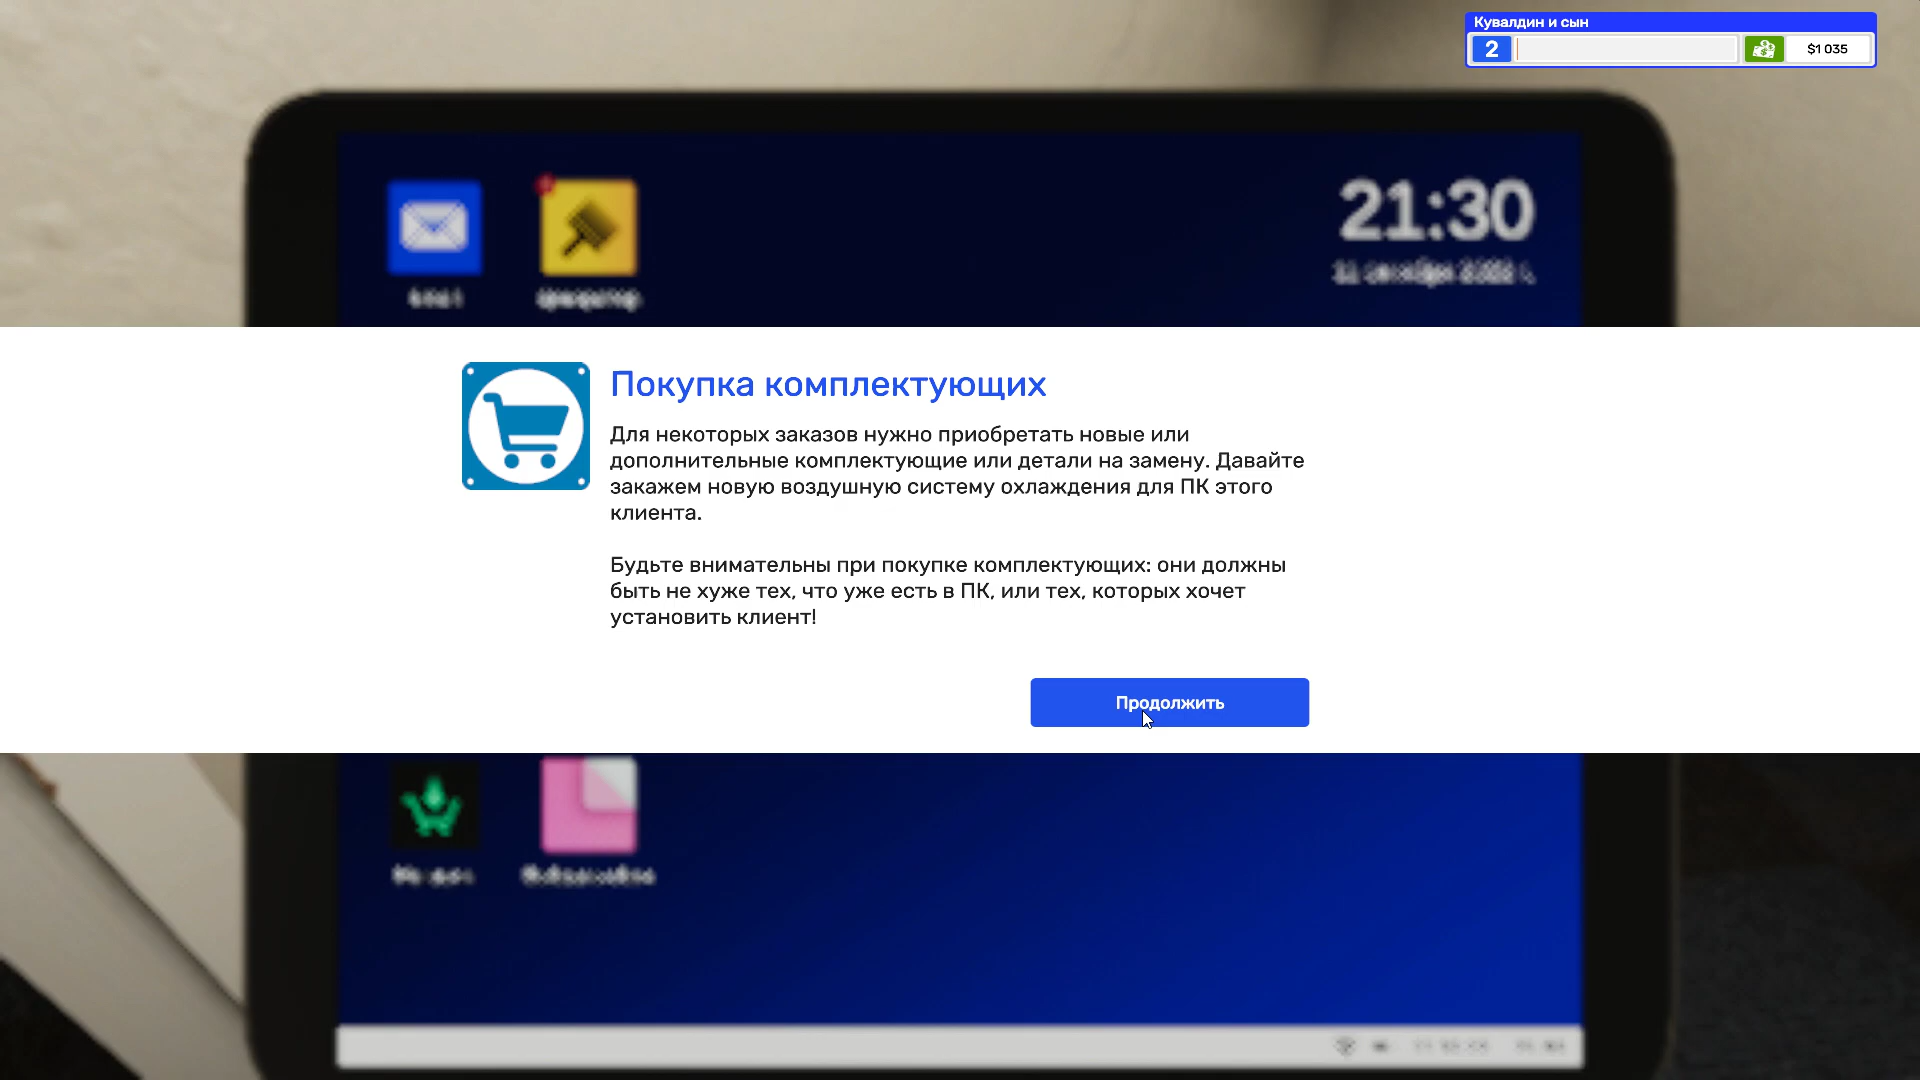 Кувалдин и сын
2
$1 035
21:30
Покупка комплектующих
Для некоторых заказов нужно приобретать новые или
дополнительные комплектующие или детали на замену. Давайте
закажем новую воздушную систему охлаждения для ПК этого
клиента.
Будьте внимательны при покупке комплектующих: они должны
быть не хуже тех, что уже есть в ПК, или тех, которых хочет
установить клиент!
Продолжить